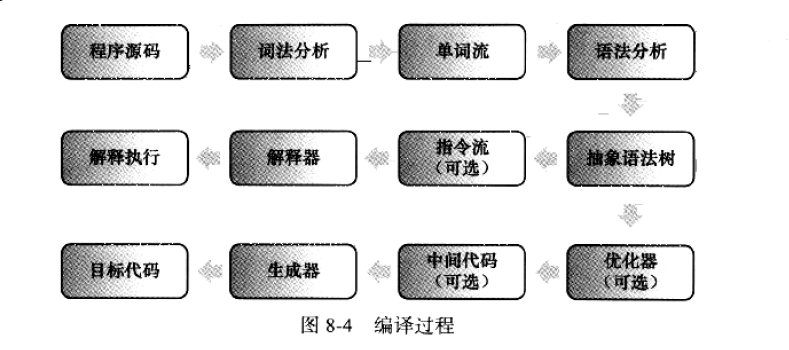 程序源码
词法分析
单词流
语法分析
解释执行
解释器
指令流
（可选）
抽象语法树
目标代码
生成器
中间代码
（可选）
优化器
（可选）
图 8-4 编译过程